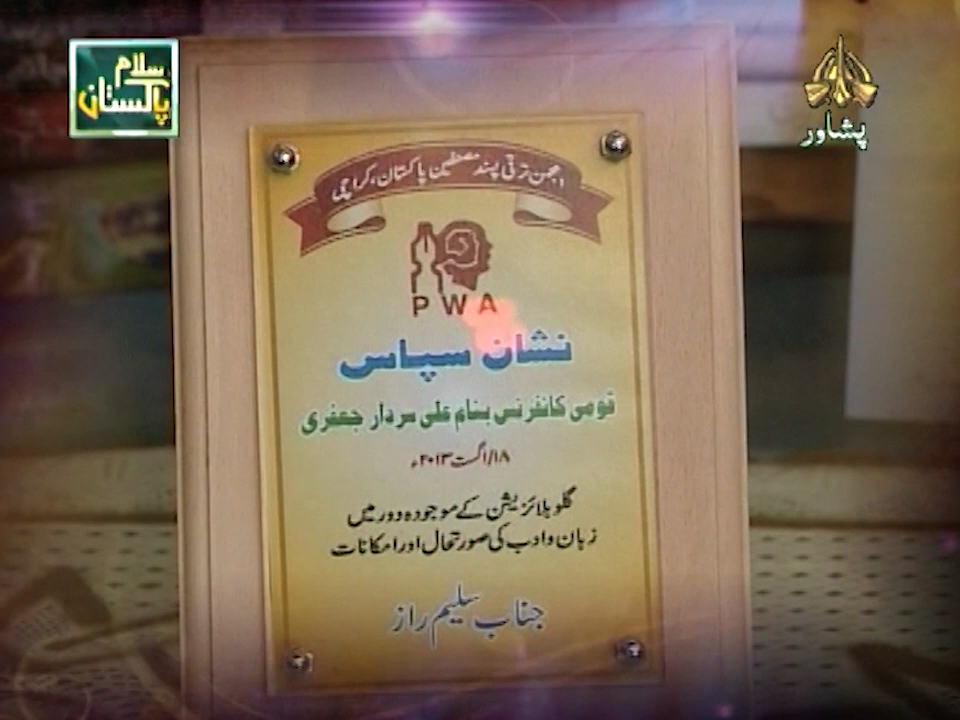 سلام
پاکستان
پشاور
انجمن ترقی پسند مصنفین پاکستان، کراچی
PWA
نشان سپاس
قومی کانفرنس بنام علی سردار جعفری
۱۸/اگست ۲۰۱۳ء
گلوبلائزیشن کے موجودہ دور میں
زبان و ادب کی صورتحال اور امکانات
جناب سلیم راز